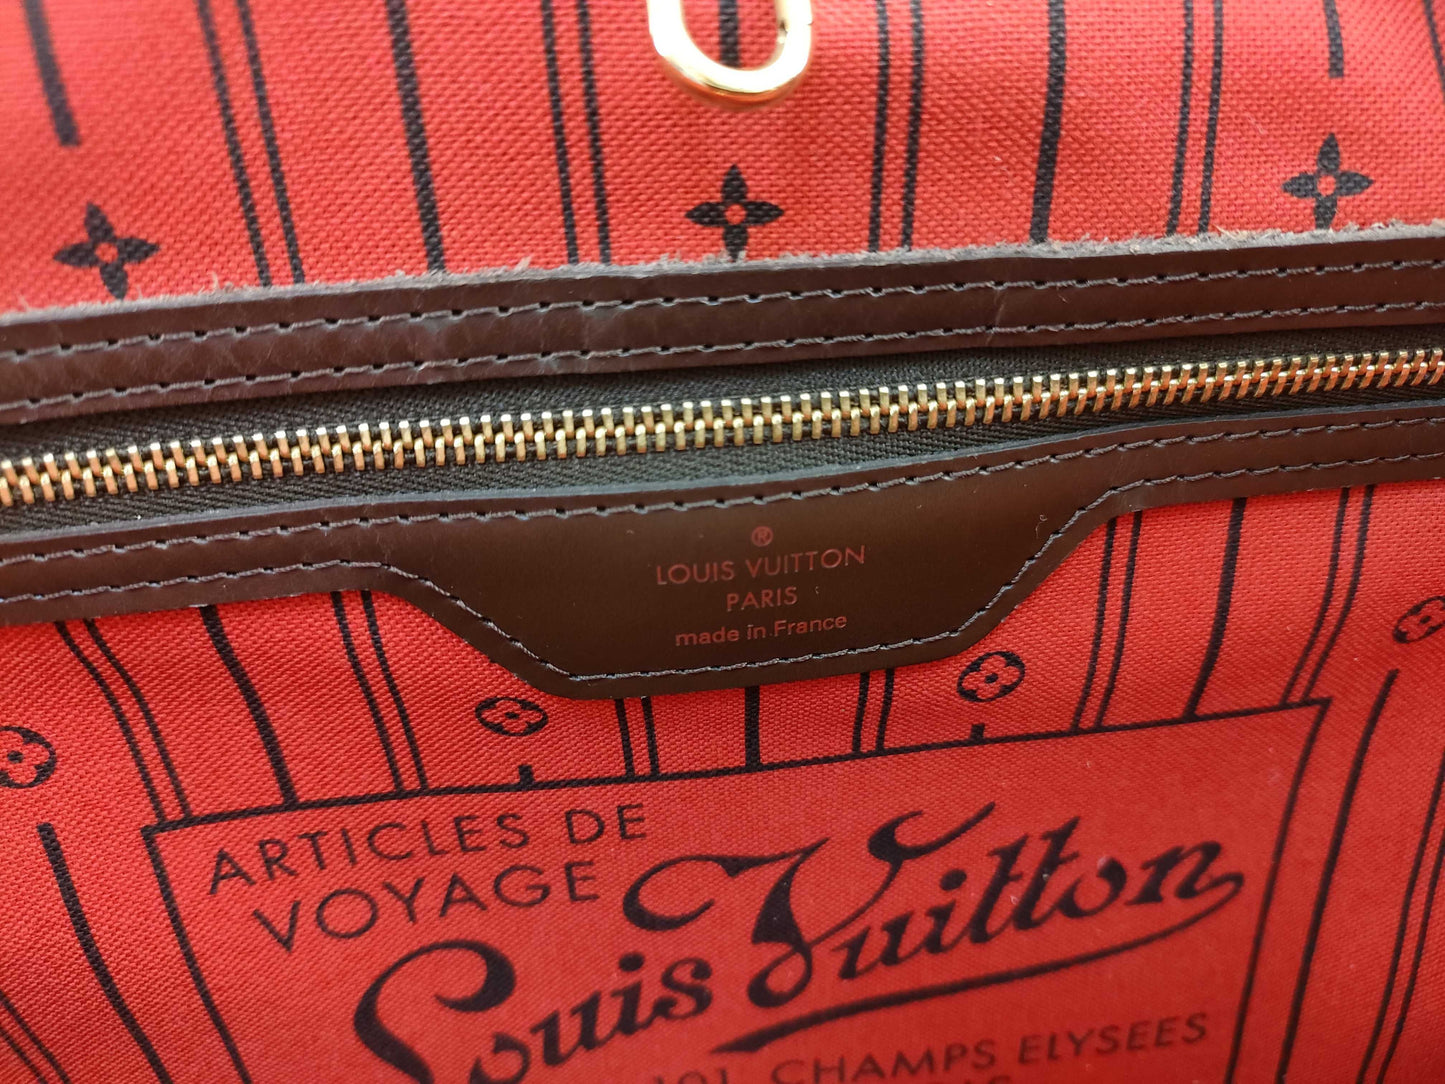 ®
LOUIS VUITTON
PARIS
made in France
ARTICLES DE
VOYAGE
Louis Vuitton
101 CHAMPS ELYSEES